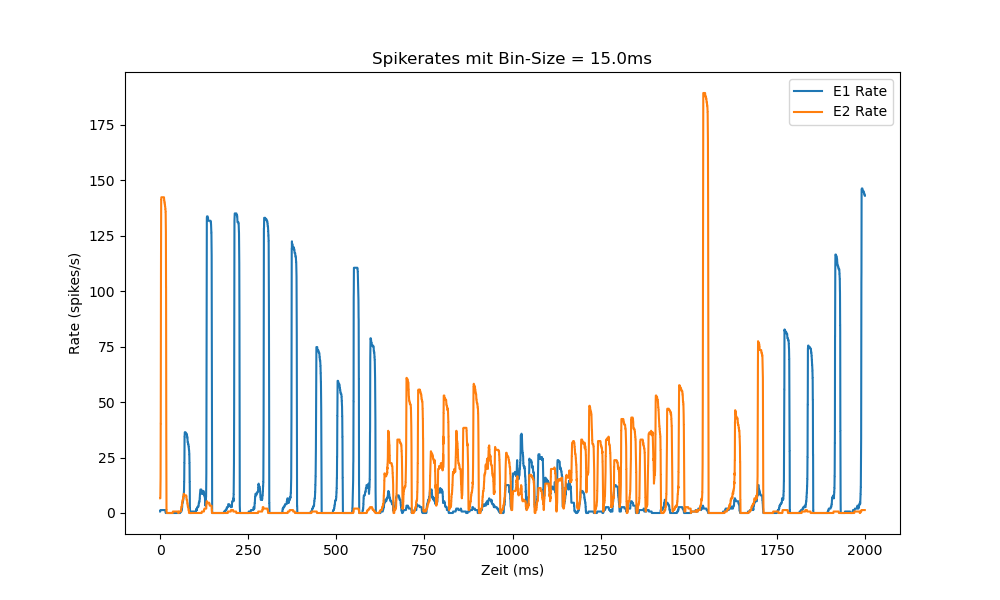 Spikerates mit Bin-Size = 15.0ms
E1 Rate
E2 Rate
175
150
125
100
75
50
25
0
Rate (spikes/s)
0 250 500 750 1000 1250 1500 1750 2000
Zeit (ms)